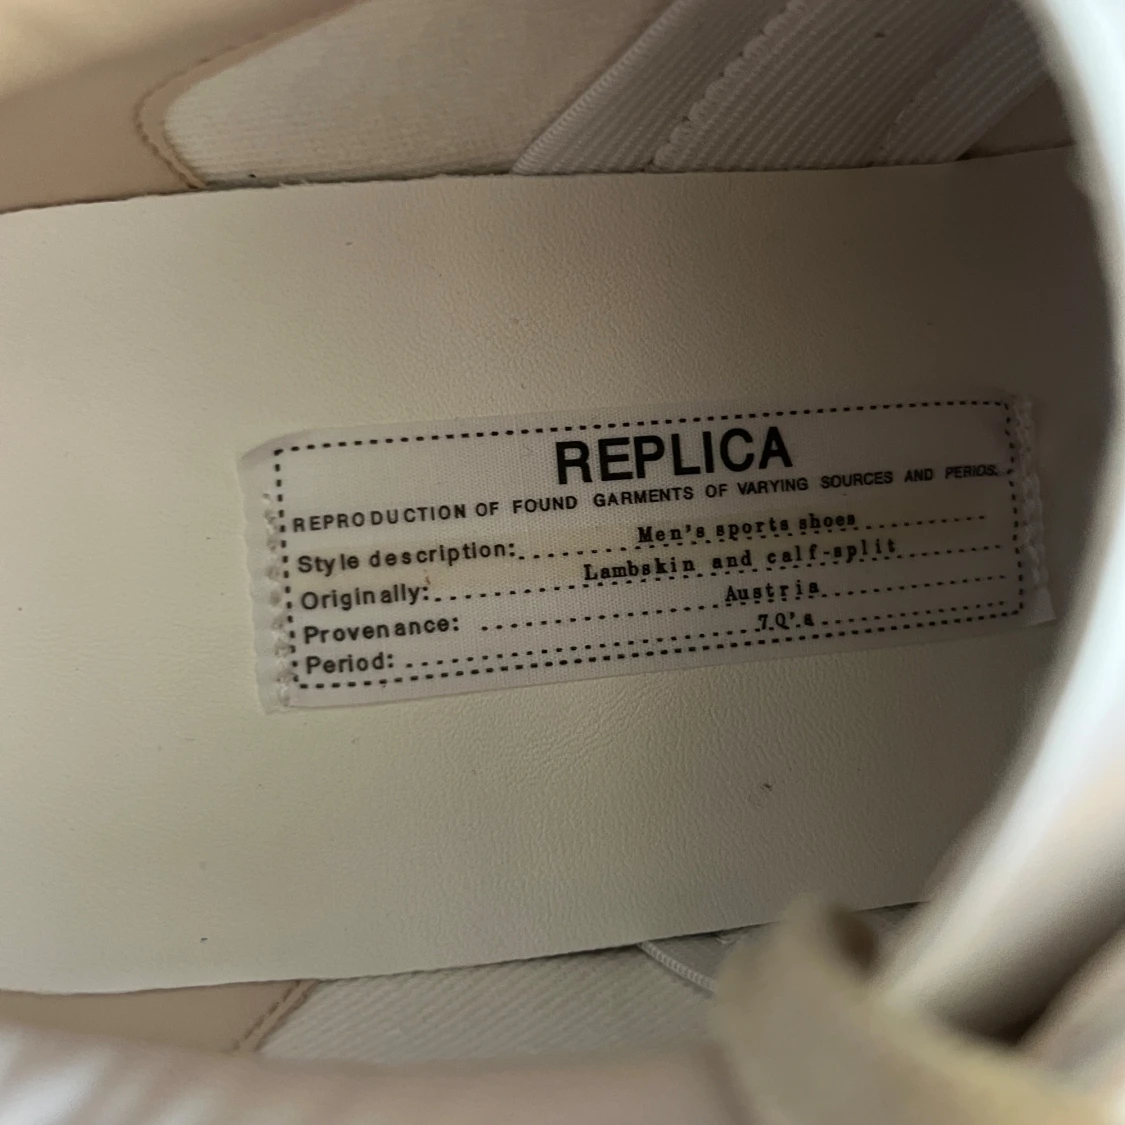 REPLICA
REPRODUCTION OF FOUND GARMENTS OF VARYING SOURCES AND PERIOS.
Style description: Men's sports shoes
Originally: Lambskin and calf-split
Provenance: Austria
Period: 70's